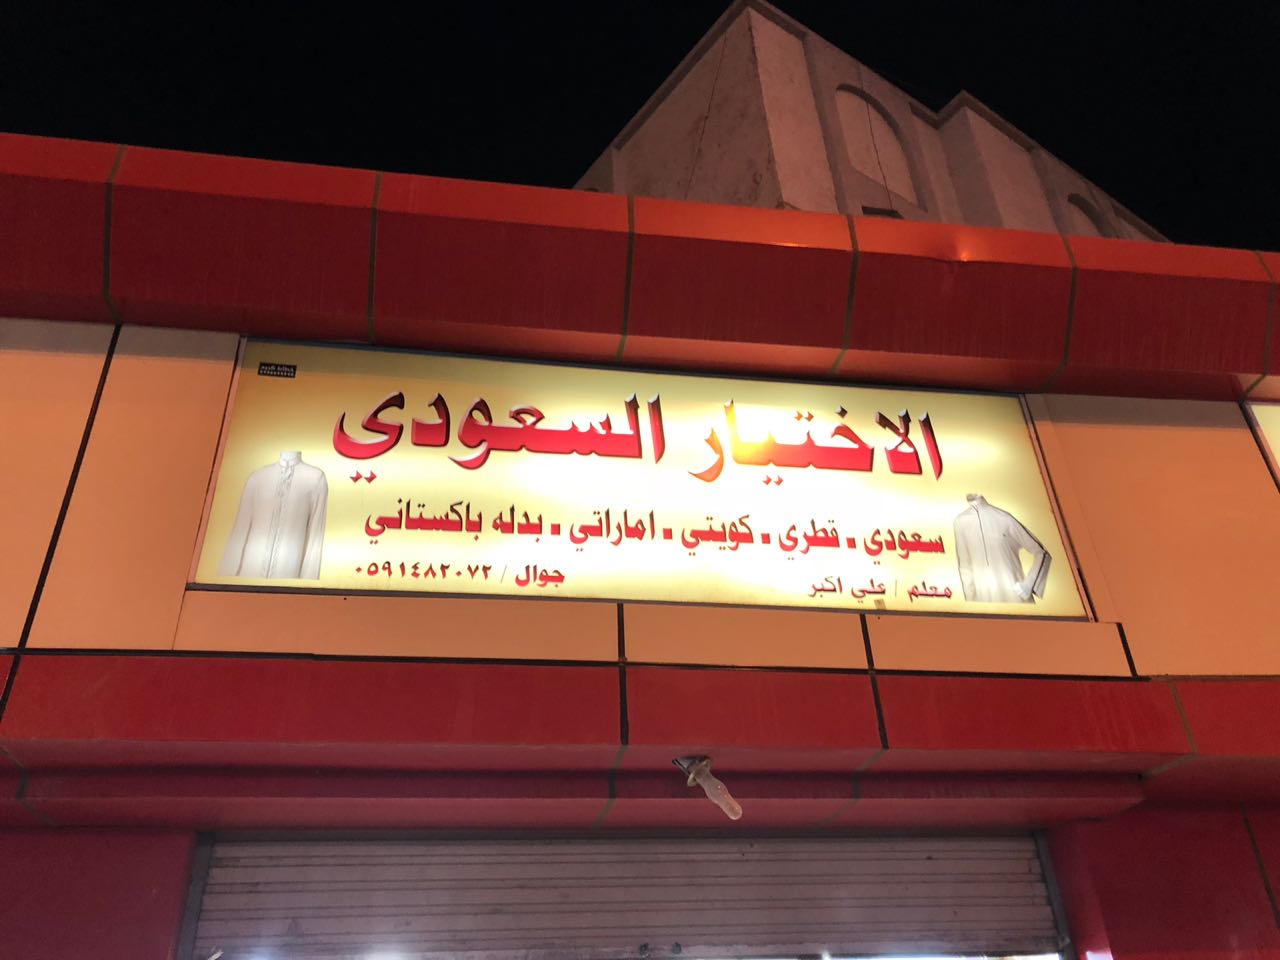 الاختيار السعودي
سعودي . قطري . كويتي . اماراتي . بدله باكستاني
معلم / علي اكبر
جوال / ٠٥٩١٤٨٢٠٧٢